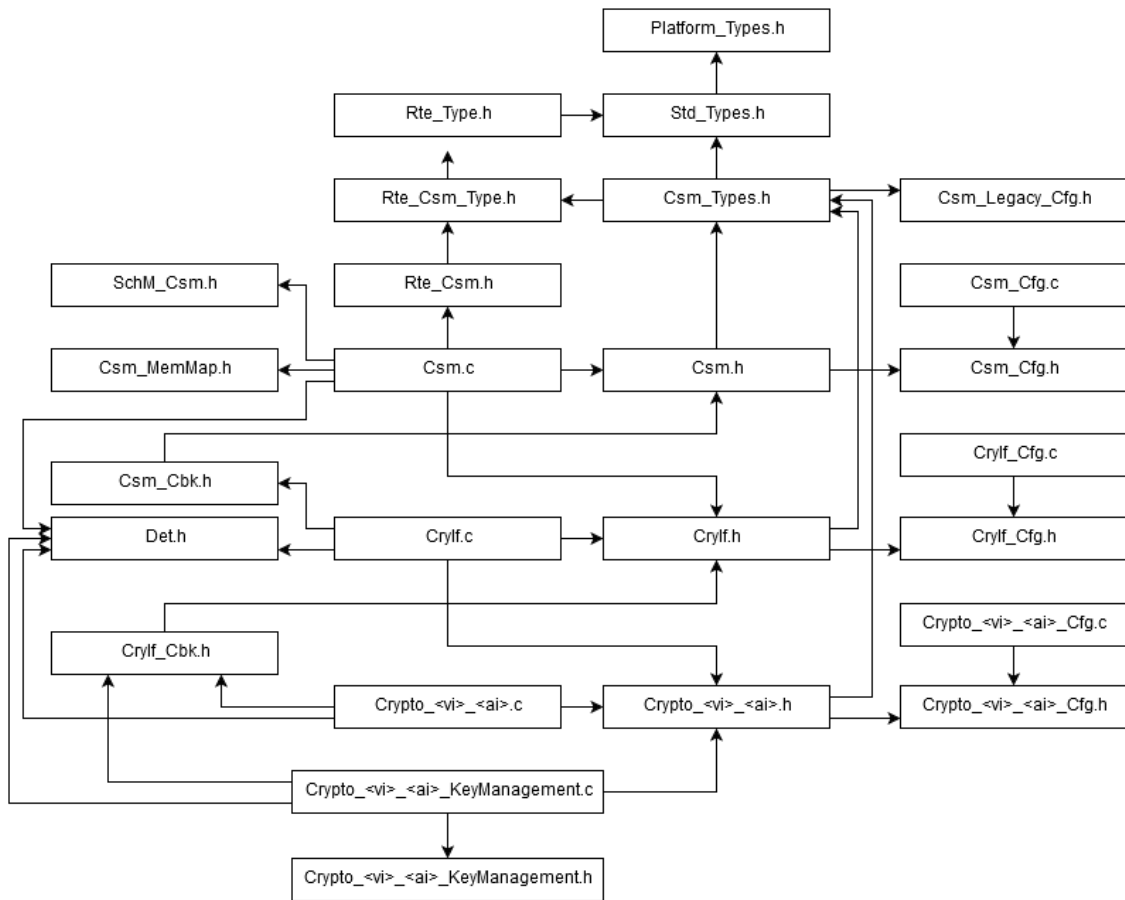 Platform_Types.h
Rte_Type.h
Std_Types.h
Rte_Csm_Type.h
Csm_Types.h
Csm_Legacy_Cfg.h
SchM_Csm.h
Rte_Csm.h
Csm_Cfg.c
Csm_MemMap.h
Csm.c
Csm.h
Csm_Cfg.h
Csm_Cbk.h
CryIf_Cfg.c
Det.h
CryIf.c
CryIf.h
CryIf_Cfg.h
CryIf_Cbk.h
Crypto_<vi>_<ai>_Cfg.c
Crypto_<vi>_<ai>.c
Crypto_<vi>_<ai>.h
Crypto_<vi>_<ai>_Cfg.h
Crypto_<vi>_<ai>_KeyManagement.c
Crypto_<vi>_<ai>_KeyManagement.h